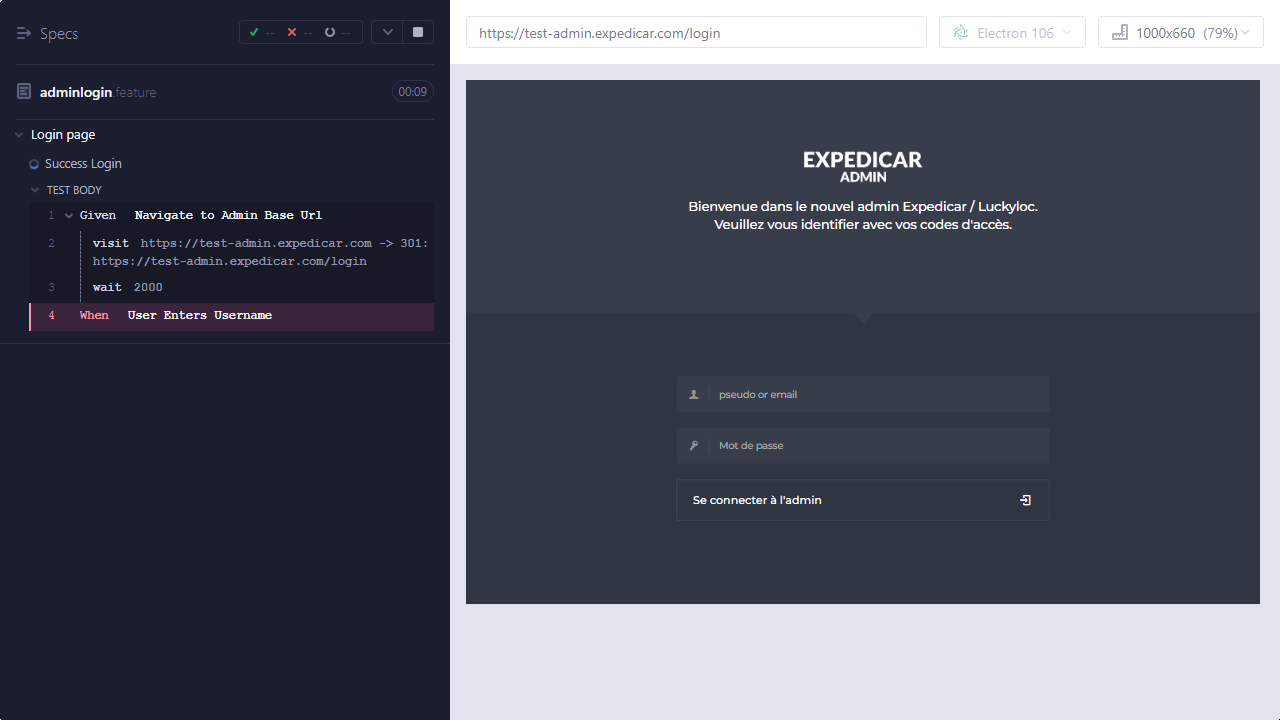 Specs
-- -- --
adminlogin.feature 00:09
Login page
Success Login
TEST BODY
1 Given Navigate to Admin Base Url
2 visit https://test-admin.expedicar.com -> 301:
https://test-admin.expedicar.com/login
3 wait 2000
4 When User Enters Username
https://test-admin.expedicar.com/login
Electron 106
1000x660 (79%)
EXPEDICAR
ADMIN
Bienvenue dans le nouvel admin Expedicar / Luckyloc.
Veuillez vous identifier avec vos codes d'accès.
pseudo or email
Mot de passe
Se connecter à l'admin